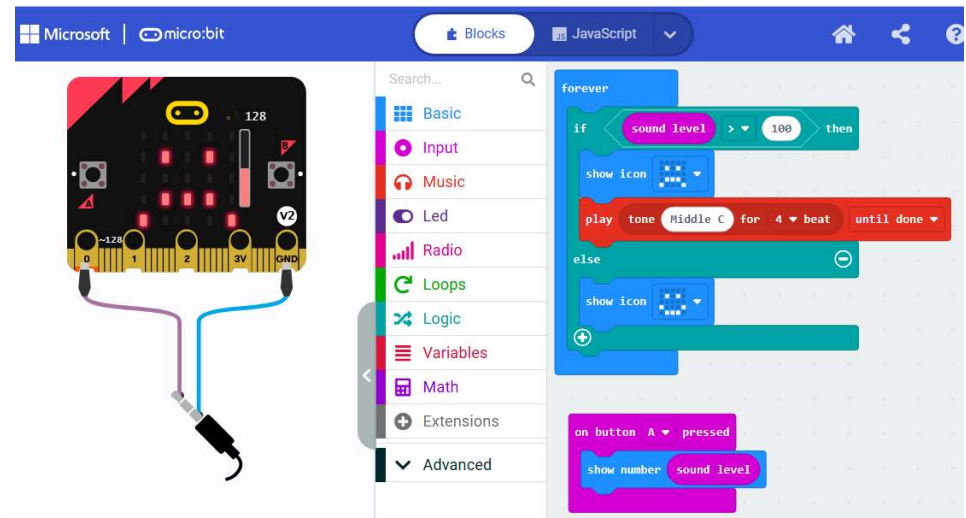 Microsoft | micro:bit
Blocks
JavaScript
?
128
B
A
V2
~128
0 1 2 3V GND
Search...
Basic
Input
Music
Led
Radio
Loops
Logic
Variables
Math
Extensions
Advanced
forever
if sound level > 100 then
show icon
play tone Middle C for 4 beat until done
else
show icon
on button A pressed
show number sound level